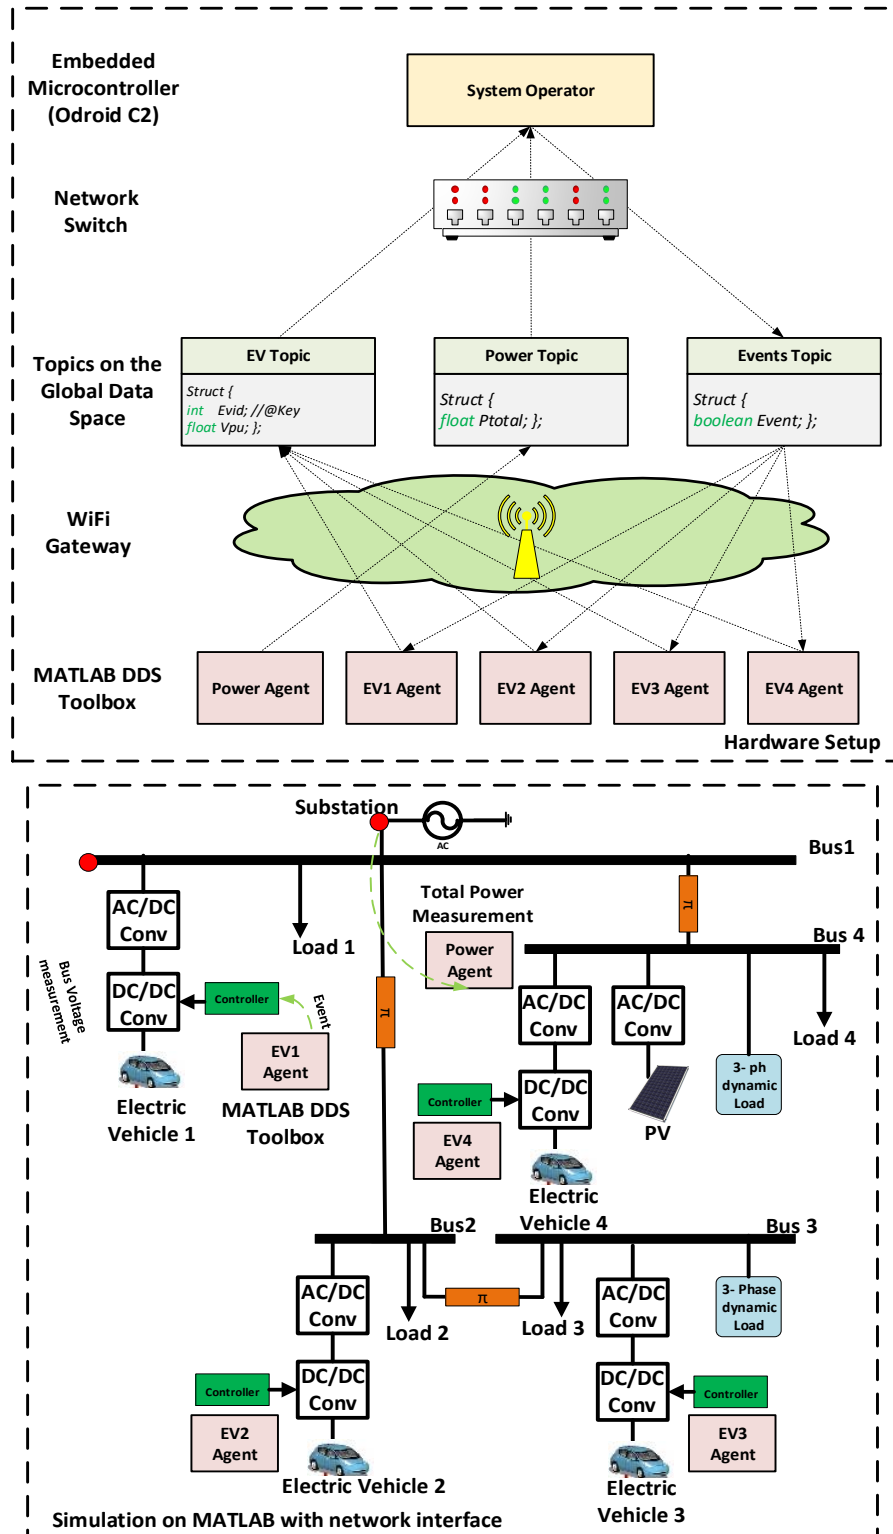 Embedded
Microcontroller
(Odroid C2)
System Operator
Network
Switch
Topics on the
Global Data
Space
EV Topic
Struct {
int Evid; //@Key
float Vpu; };
Power Topic
Struct {
float Ptotal; };
Events Topic
Struct {
boolean Event; };
WiFi
Gateway
MATLAB DDS
Toolbox
Power Agent
EV1 Agent
EV2 Agent
EV3 Agent
EV4 Agent
Hardware Setup
Substation
AC
Bus1
AC/DC
Conv
Load 1
Total Power
Measurement
π
Bus 4
Power
Agent
Bus Voltage
measurement
DC/DC
Conv
Controller
Event
EV1
Agent
Electric
Vehicle 1
MATLAB DDS
Toolbox
π
AC/DC
Conv
AC/DC
Conv
Load 4
3- ph
dynamic
Load
DC/DC
Conv
Controller
EV4
Agent
PV
Electric
Vehicle 4
Bus2
Bus 3
AC/DC
Conv
Load 2
π
Load 3
AC/DC
Conv
3- Phase
dynamic
Load
Controller
DC/DC
Conv
EV2
Agent
Electric Vehicle 2
DC/DC
Conv
Controller
EV3
Agent
Electric
Vehicle 3
Simulation on MATLAB with network interface